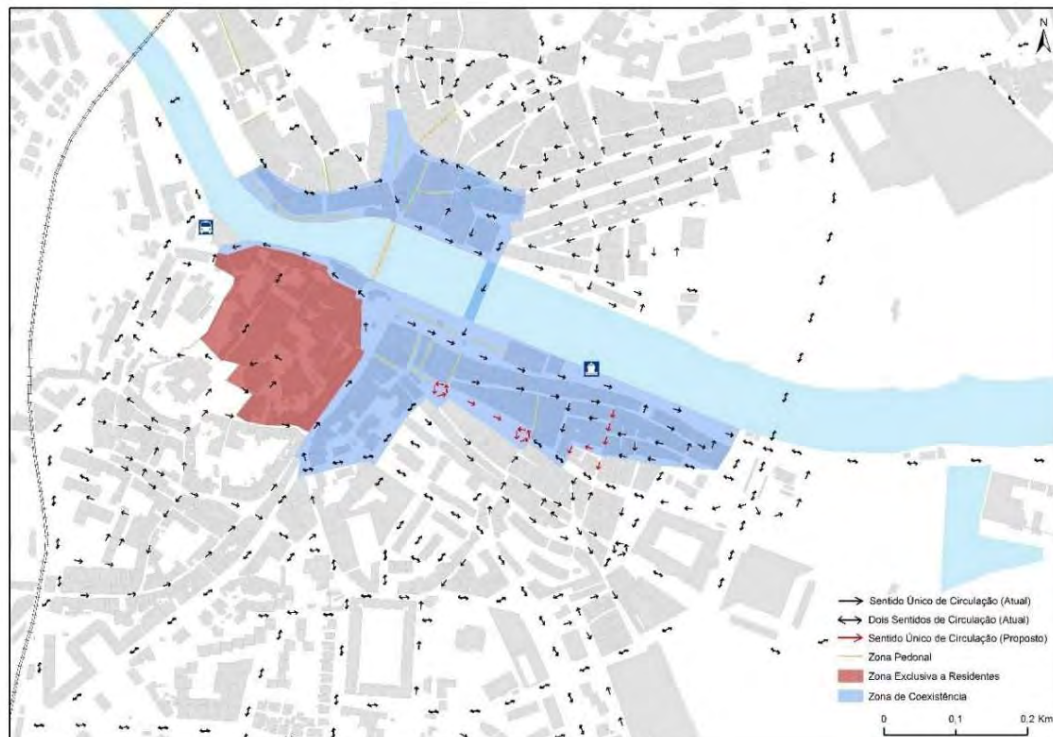 N
Sentido Único de Circulação (Atual)
Dois Sentidos de Circulação (Atual)
Sentido Único de Circulação (Proposto)
Zona Pedonal
Zona Exclusiva a Residentes
Zona de Coexistência
0 0,1 0,2 Km